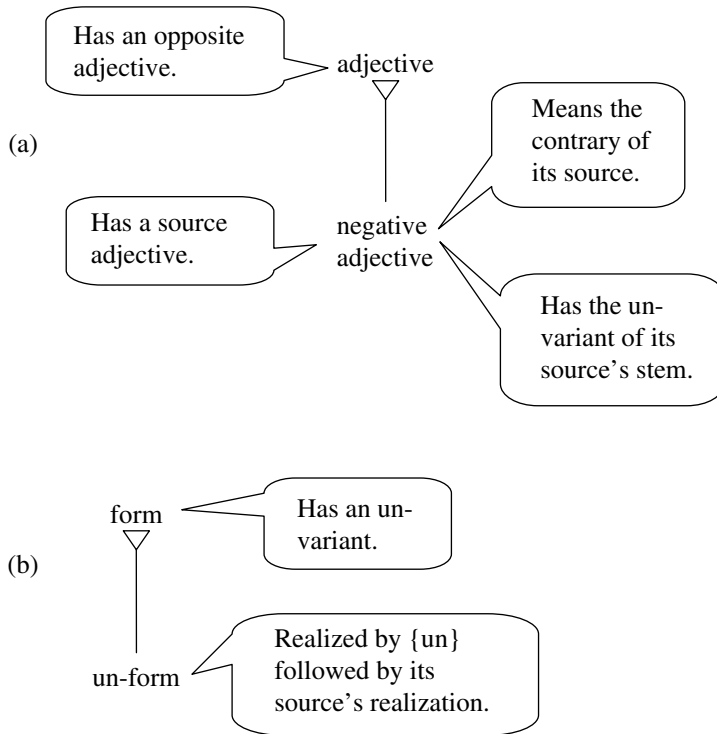 Has an opposite
adjective.
adjective
(a)
Means the
contrary of
its source.
Has a source
adjective.
negative
adjective
Has the un-
variant of its
source’s stem.
form
Has an un-
variant.
(b)
un-form
Realized by {un}
followed by its
source’s realization.